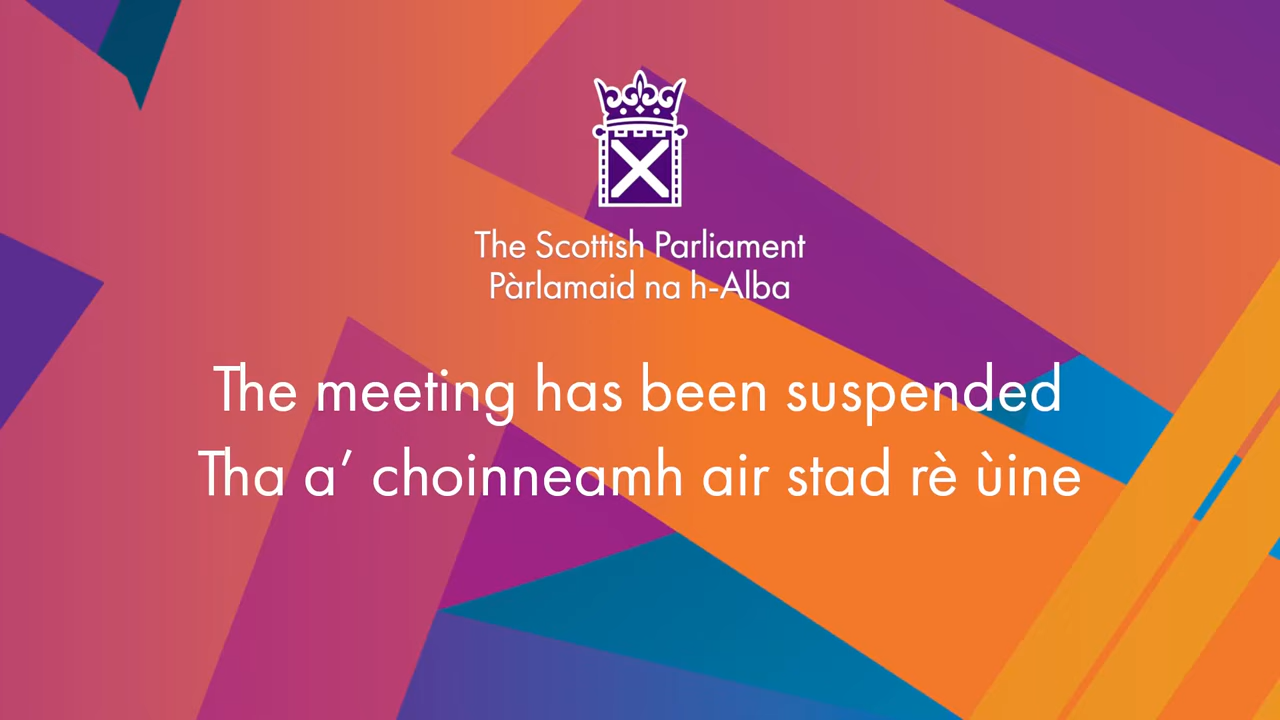 The Scottish Parliament
Pàrlamaid na h-Alba
The meeting has been suspended
Tha a’ choinneamh air stad rè ùine